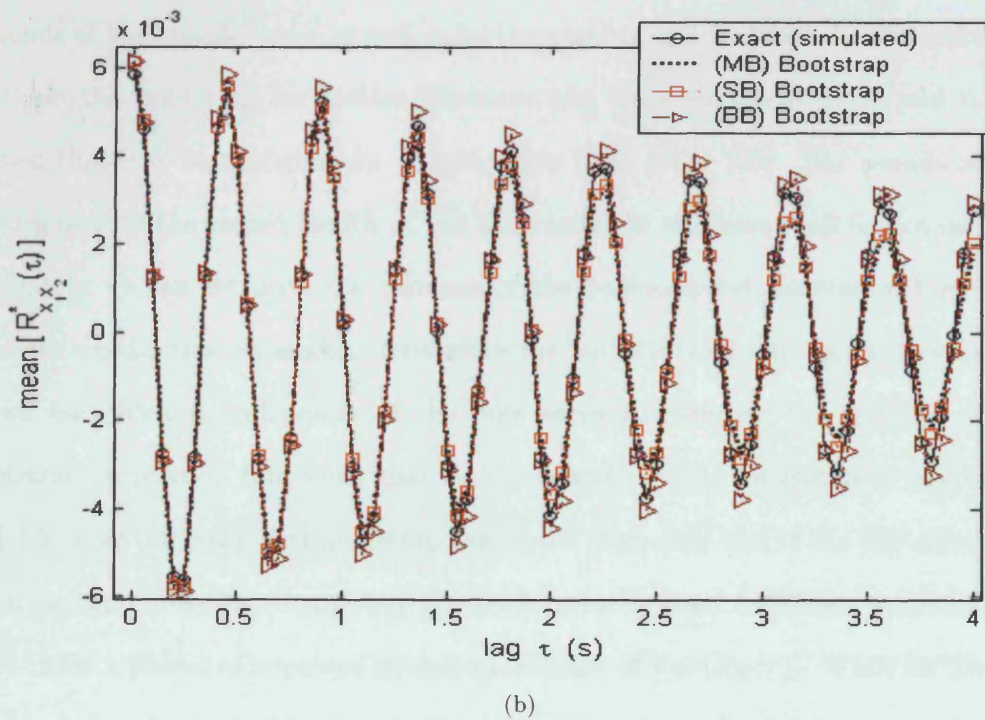 x 10⁻³
Exact (simulated)
(MB) Bootstrap
(SB) Bootstrap
(BB) Bootstrap
6
4
2
0
-2
-4
-6
mean [R*X₁X₂(τ)]
0 0.5 1 1.5 2 2.5 3 3.5 4
lag τ (s)
(b)